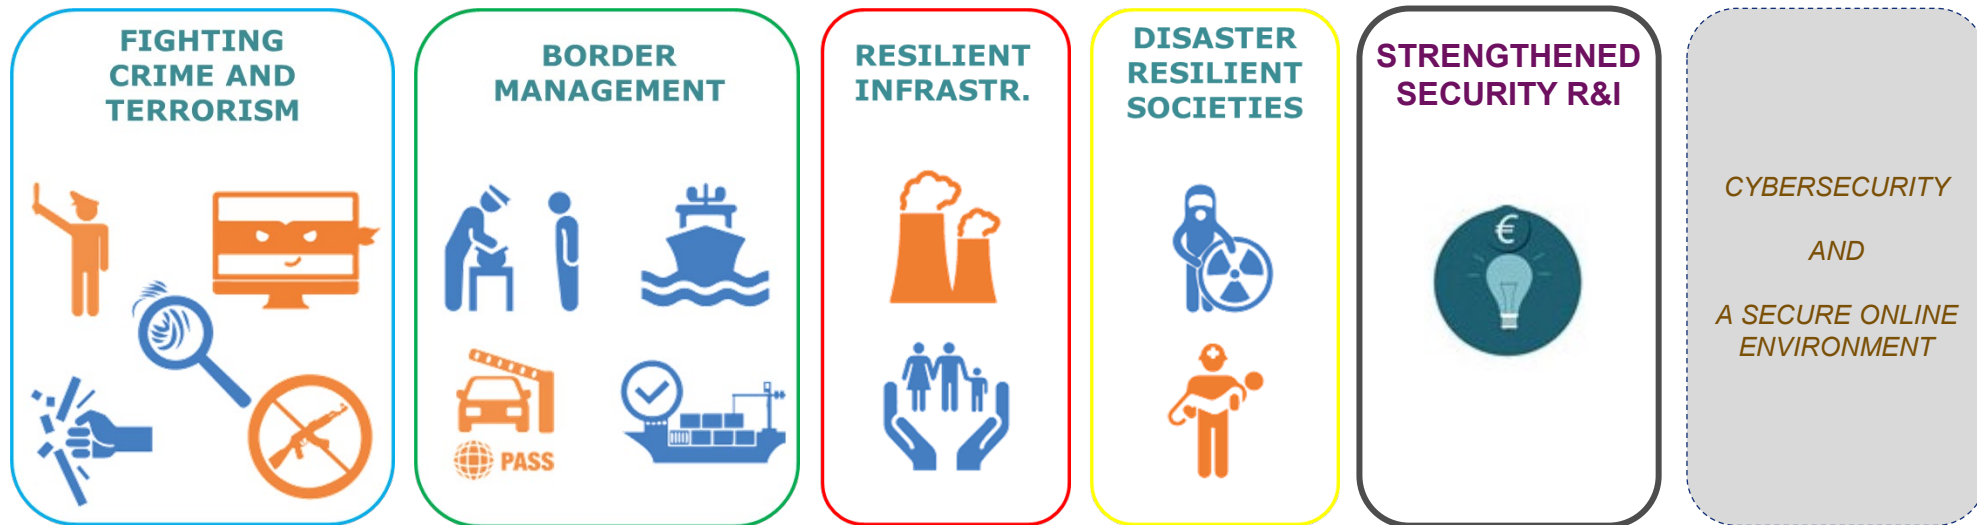 FIGHTING
CRIME AND
TERRORISM
BORDER
MANAGEMENT
PASS
RESILIENT
INFRASTR.
DISASTER
RESILIENT
SOCIETIES
STRENGTHENED
SECURITY R&I
€
CYBERSECURITY
AND
A SECURE ONLINE
ENVIRONMENT